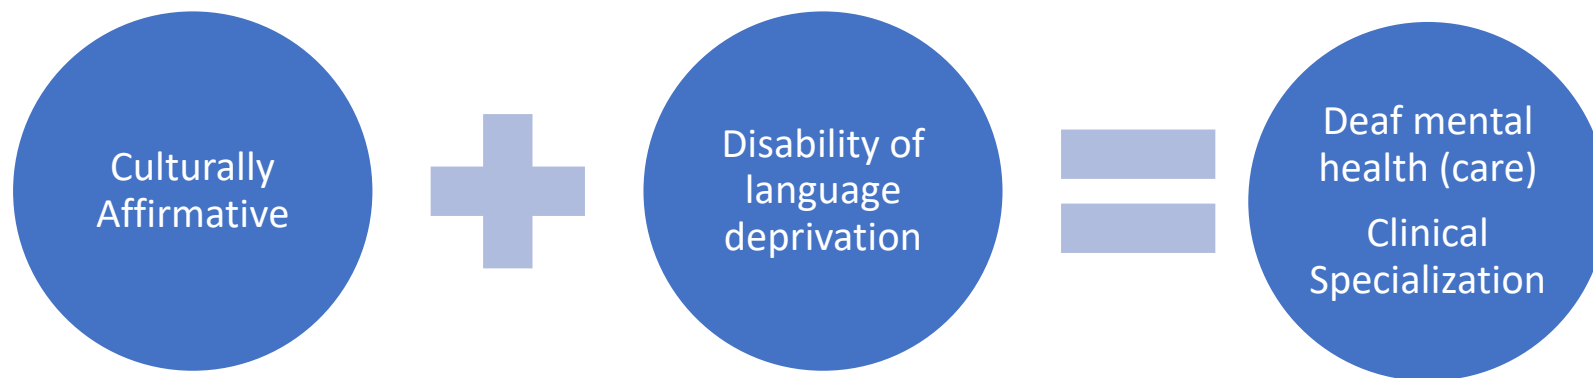 Culturally
Affirmative
Disability of
language
deprivation
Deaf mental
health (care)
Clinical
Specialization